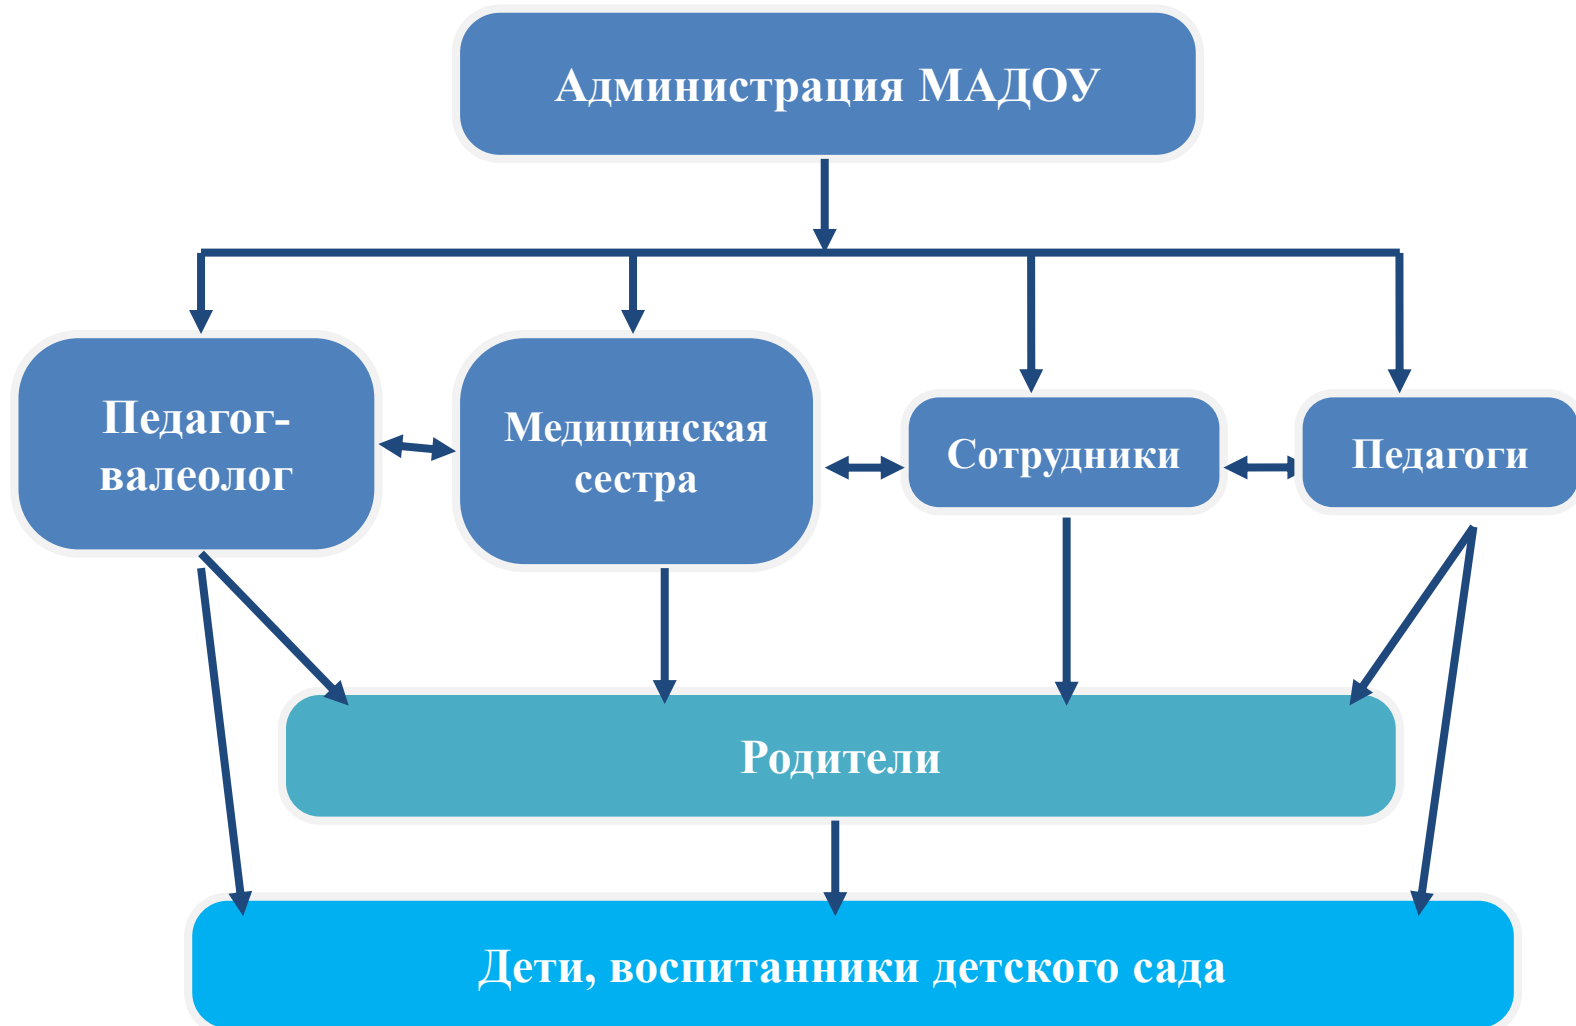 Администрация МАДОУ
Педагог-
валеолог
Медицинская
сестра
Сотрудники
Педагоги
Родители
Дети, воспитанники детского сада